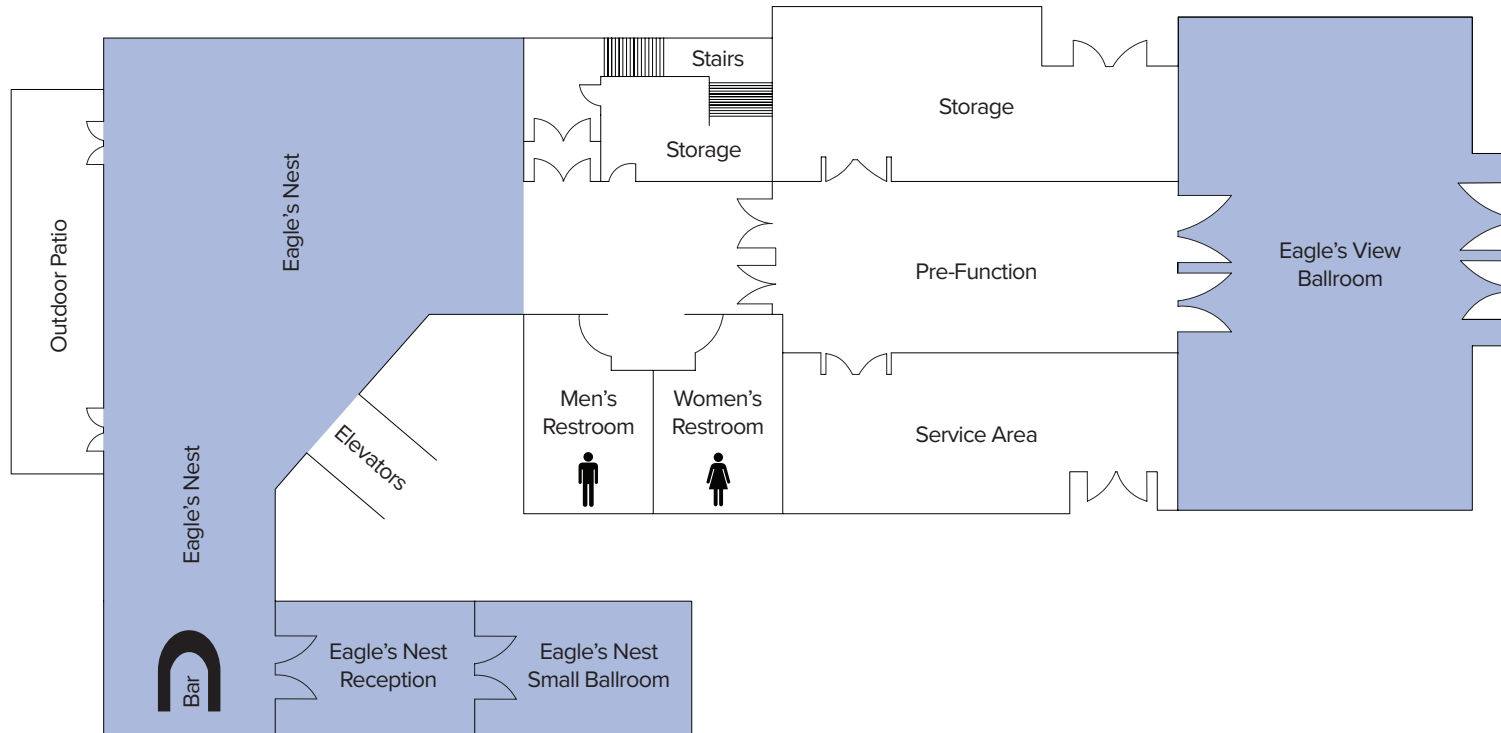 Stairs
Storage
Storage
Eagle’s Nest
Outdoor Patio
Pre-Function
Eagle’s View
Ballroom
Men’s
Restroom
Women’s
Restroom
Service Area
Elevators
Eagle’s Nest
Bar
Eagle’s Nest
Reception
Eagle’s Nest
Small Ballroom